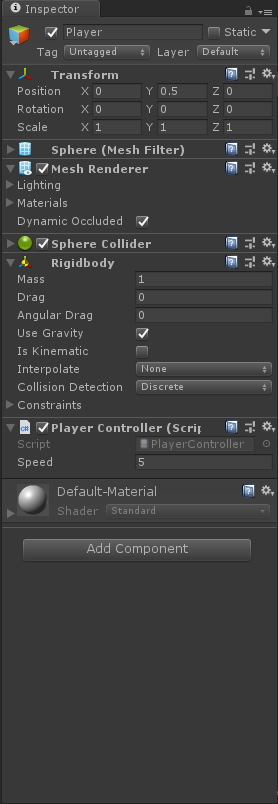 Inspector
Player Static
Tag Untagged Layer Default
Transform
Position X 0 Y 0.5 Z 0
Rotation X 0 Y 0 Z 0
Scale X 1 Y 1 Z 1
Sphere (Mesh Filter)
Mesh Renderer
Lighting
Materials
Dynamic Occluded
Sphere Collider
Rigidbody
Mass 1
Drag 0
Angular Drag 0
Use Gravity
Is Kinematic
Interpolate None
Collision Detection Discrete
Constraints
Player Controller (Scrip
Script PlayerController
Speed 5
Default-Material
Shader Standard
Add Component